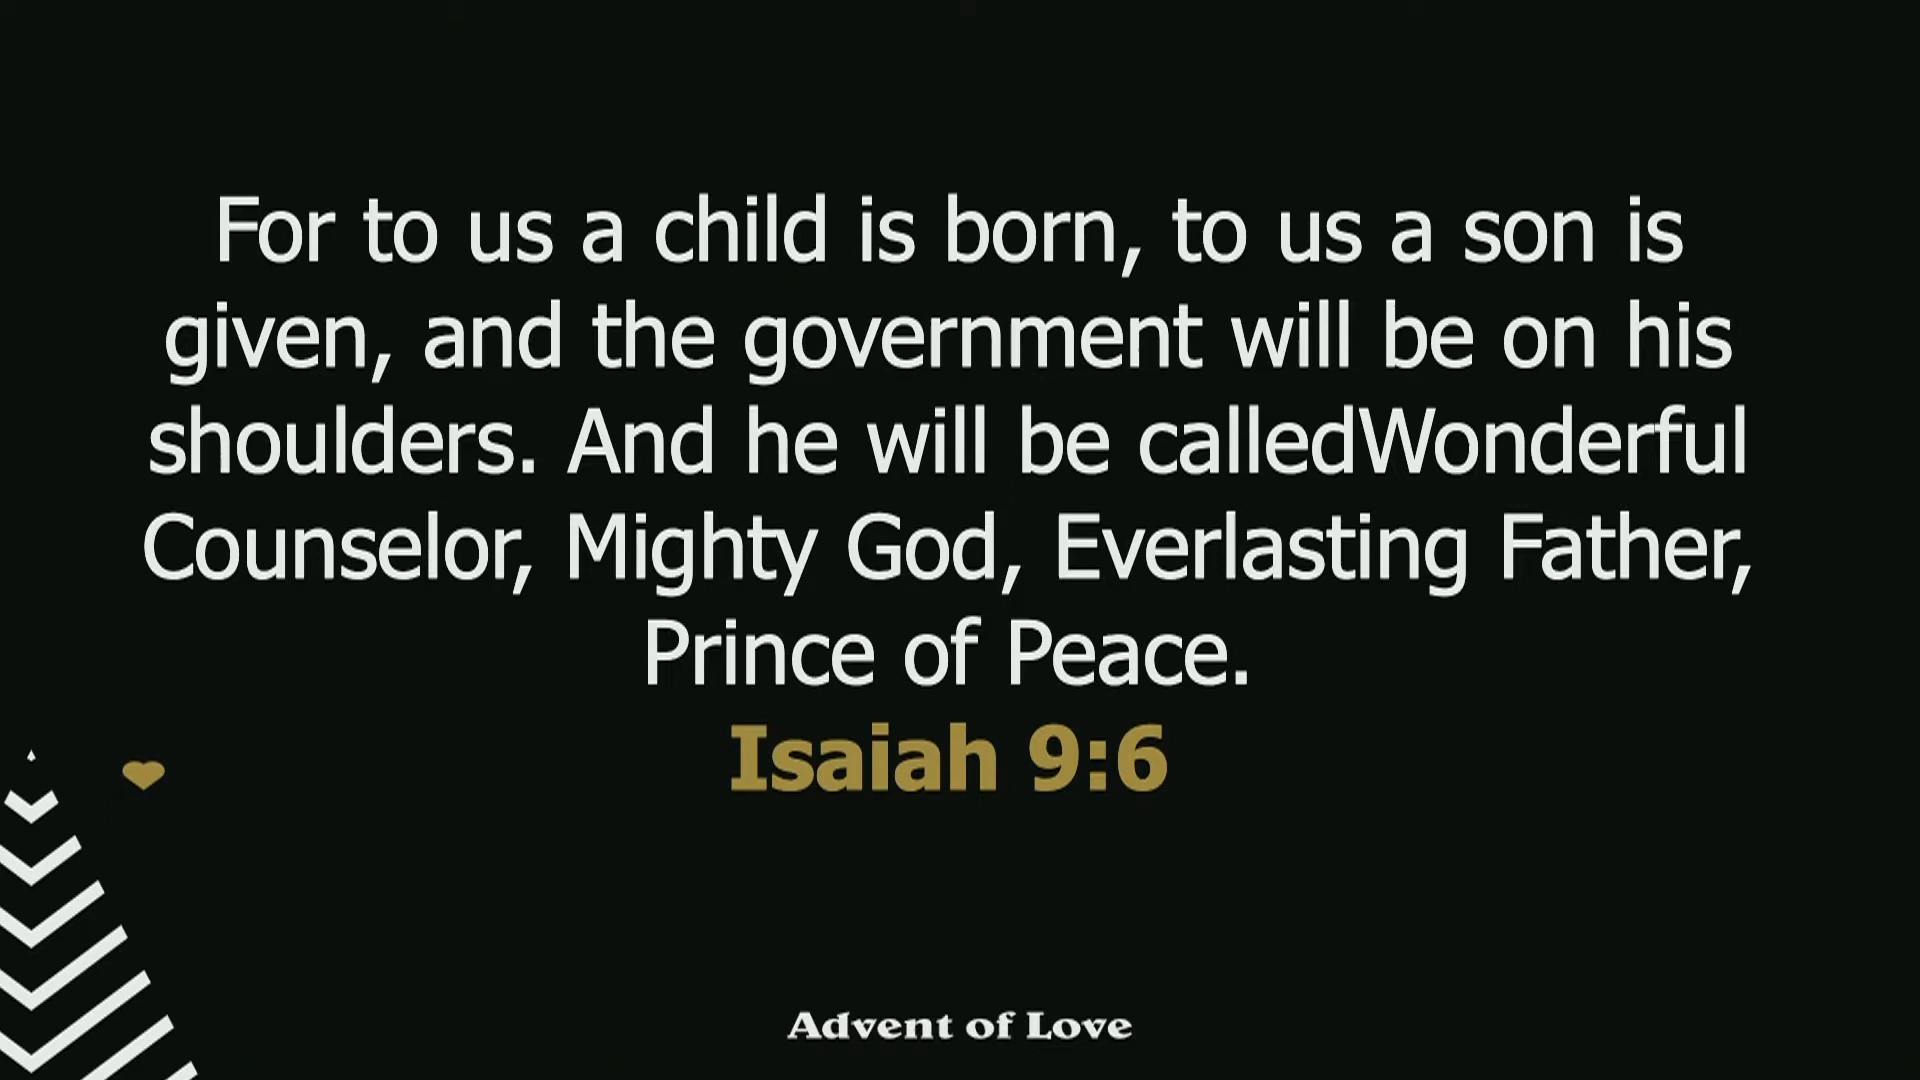 For to us a child is born, to us a son is
given, and the government will be on his
shoulders. And he will be calledWonderful
Counselor, Mighty God, Everlasting Father,
Prince of Peace.
Isaiah 9:6
Advent of Love